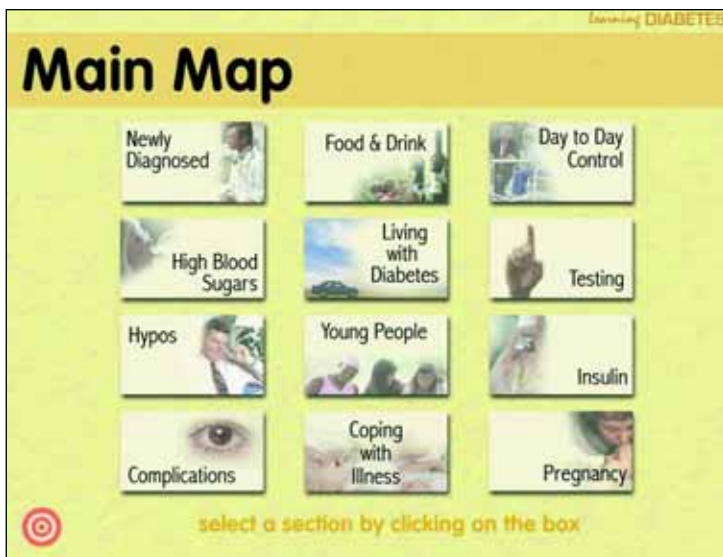 Learning DIABETES
Main Map
Newly
Diagnosed
Food & Drink
Day to Day
Control
High Blood
Sugars
Living
with
Diabetes
Testing
Hypos
Young People
Insulin
Complications
Coping
with
Illness
Pregnancy
select a section by clicking on the box